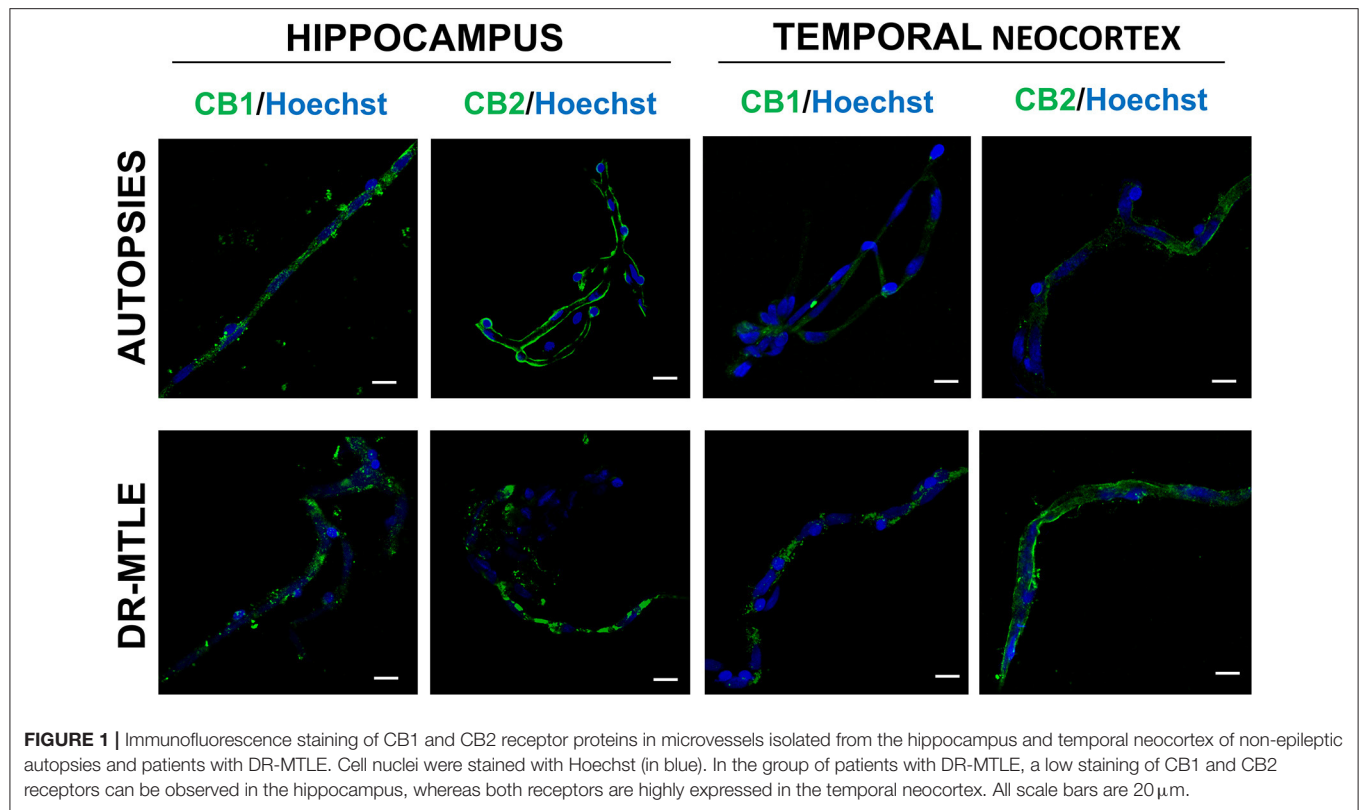 HIPPOCAMPUS
TEMPORAL NEOCORTEX
CB1/Hoechst
CB2/Hoechst
CB1/Hoechst
CB2/Hoechst
AUTOPSIES
DR-MTLE
FIGURE 1 | Immunofluorescence staining of CB1 and CB2 receptor proteins in microvessels isolated from the hippocampus and temporal neocortex of non-epileptic
autopsies and patients with DR-MTLE. Cell nuclei were stained with Hoechst (in blue). In the group of patients with DR-MTLE, a low staining of CB1 and CB2
receptors can be observed in the hippocampus, whereas both receptors are highly expressed in the temporal neocortex. All scale bars are 20 μm.